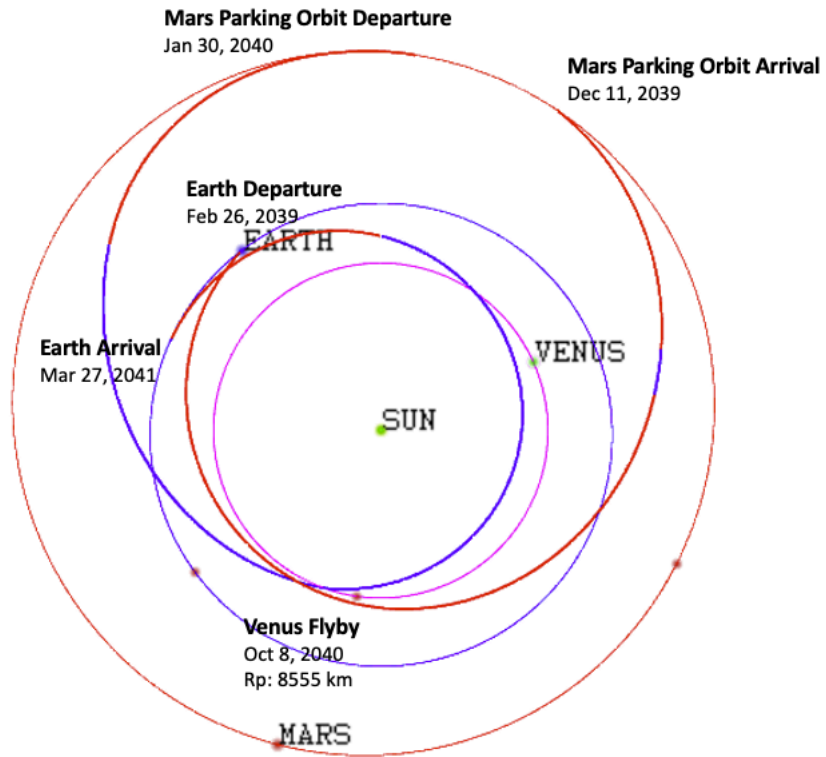 Mars Parking Orbit Departure
Jan 30, 2040
Mars Parking Orbit Arrival
Dec 11, 2039
Earth Departure
Feb 26, 2039
EARTH
Earth Arrival
Mar 27, 2041
VENUS
SUN
Venus Flyby
Oct 8, 2040
Rp: 8555 km
MARS